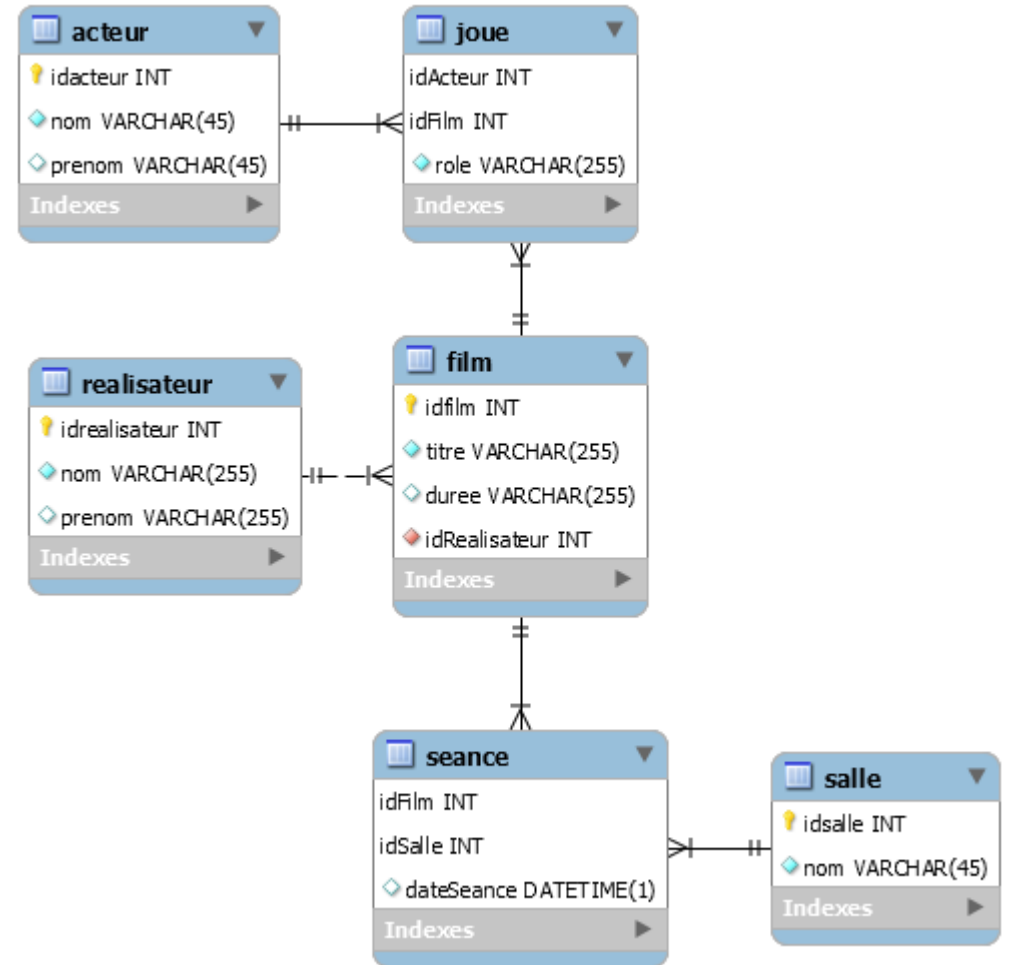 acteur
idacteur INT
nom VARCHAR(45)
prenom VARCHAR(45)
Indexes
joue
idActeur INT
idFilm INT
role VARCHAR(255)
Indexes
realisateur
idrealisateur INT
nom VARCHAR(255)
prenom VARCHAR(255)
Indexes
film
idfilm INT
titre VARCHAR(255)
duree VARCHAR(255)
idRealisateur INT
Indexes
seance
idFilm INT
idSalle INT
dateSeance DATETIME(1)
Indexes
salle
idsalle INT
nom VARCHAR(45)
Indexes